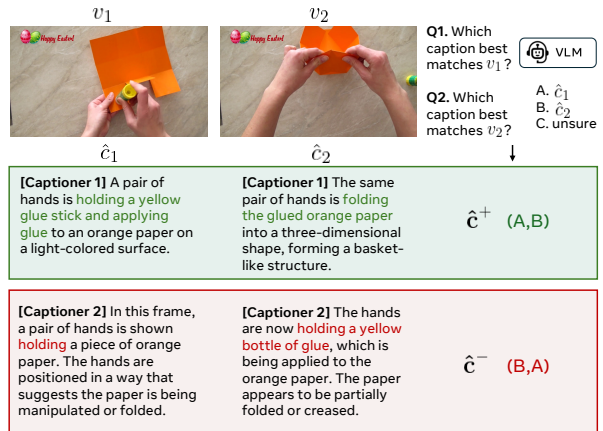 v₁
v₂
Happy Easter!
Happy Easter!
Q1. Which
caption best
matches v₁?
VLM
Q2. Which
caption best
matches v₂?
A. ĉ₁
B. ĉ₂
C. unsure
ĉ₁
ĉ₂
[Captioner 1] A pair of
hands is holding a yellow
glue stick and applying
glue to an orange paper on
a light-colored surface.
[Captioner 1] The same
pair of hands is folding
the glued orange paper
into a three-dimensional
shape, forming a basket-
like structure.
ĉ⁺ (A,B)
[Captioner 2] In this frame,
a pair of hands is shown
holding a piece of orange
paper. The hands are
positioned in a way that
suggests the paper is being
manipulated or folded.
[Captioner 2] The hands
are now holding a yellow
bottle of glue, which is
being applied to the
orange paper. The paper
appears to be partially
folded or creased.
ĉ⁻ (B,A)